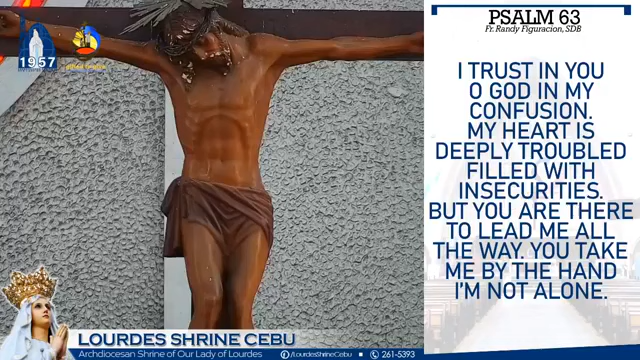 1957
PSALM 63
Fr. Randy Figuracion, SDB
I TRUST IN YOU
O GOD IN MY
CONFUSION.
MY HEART IS
DEEPLY TROUBLED
FILLED WITH
INSECURITIES.
BUT YOU ARE THERE
TO LEAD ME ALL
THE WAY. YOU TAKE
ME BY THE HAND
I'M NOT ALONE.
LOURDES SHRINE CEBU
Archdiocesan Shrine of Our Lady of Lourdes
/LourdesShrineCebu
261-5393